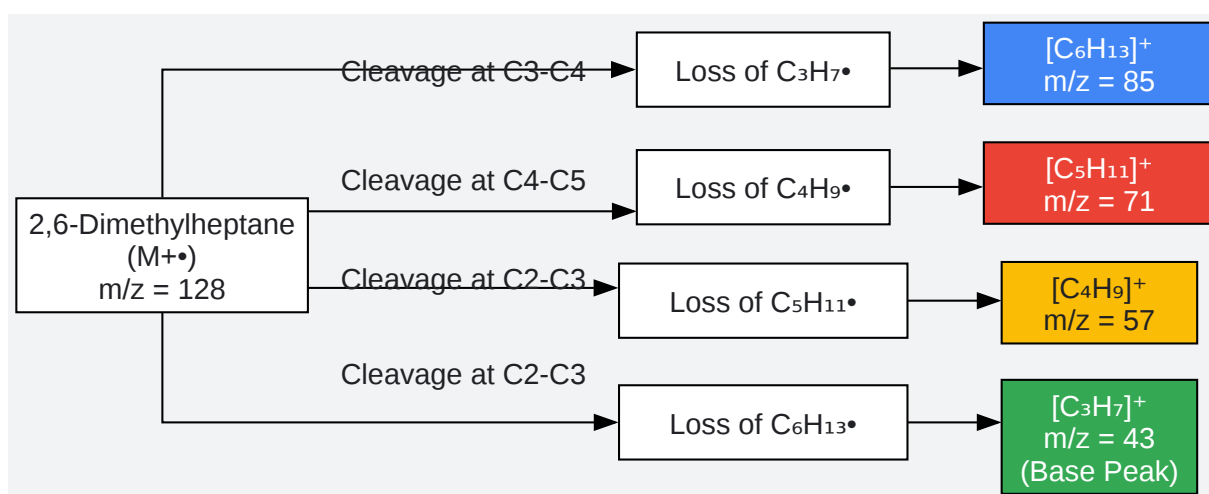 Cleavage at C3-C4
Loss of C₃H₇•
[C₆H₁₃]⁺
m/z = 85
Cleavage at C4-C5
Loss of C₄H₉•
[C₅H₁₁]⁺
m/z = 71
2,6-Dimethylheptane
(M+•)
m/z = 128
Cleavage at C2-C3
Loss of C₅H₁₁•
[C₄H₉]⁺
m/z = 57
Cleavage at C2-C3
Loss of C₆H₁₃•
[C₃H₇]⁺
m/z = 43
(Base Peak)